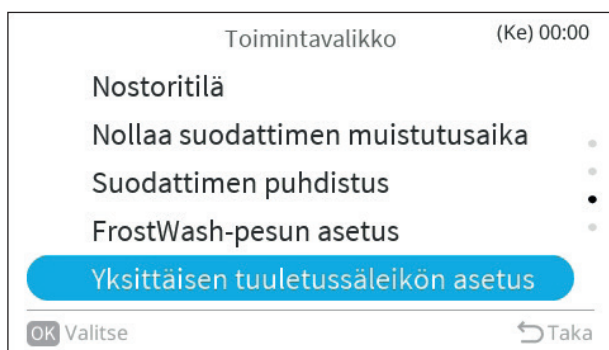 Toimintavalikko
(Ke) 00:00
Nostoritilä
Nollaa suodattimen muistutusaika
Suodattimen puhdistus
FrostWash-pesun asetus
Yksittäisen tuuletussäleikön asetus
OK Valitse
Taka